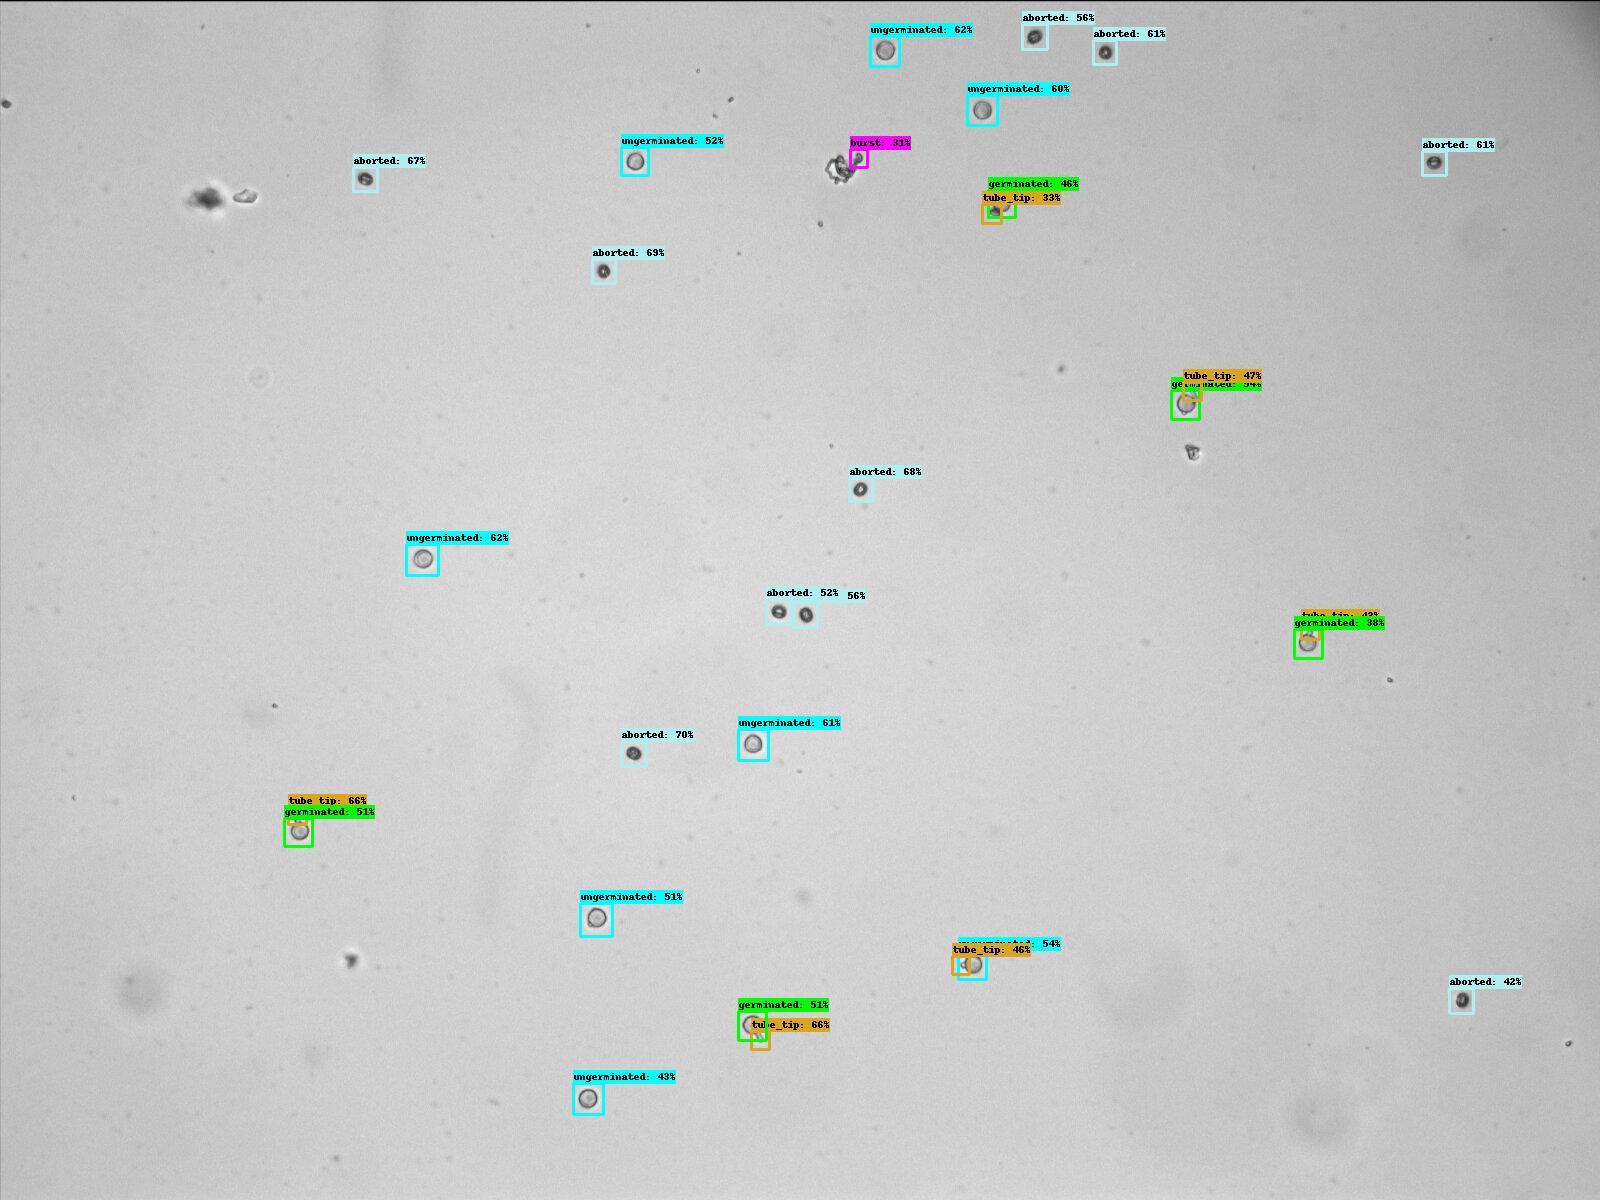 aborted: 56%
ungerminated: 62%
aborted: 61%
ungerminated: 60%
ungerminated: 52%
burst: 31%
aborted: 61%
aborted: 67%
germinated: 46%
tube_tip: 33%
aborted: 69%
tube_tip: 47%
aborted: 68%
ungerminated: 62%
aborted: 52% 56%
germinated: 38%
ungerminated: 61%
aborted: 70%
tube_tip: 66%
germinated: 51%
ungerminated: 51%
54%
tube_tip: 46%
aborted: 42%
germinated: 51%
tube_tip: 66%
ungerminated: 43%